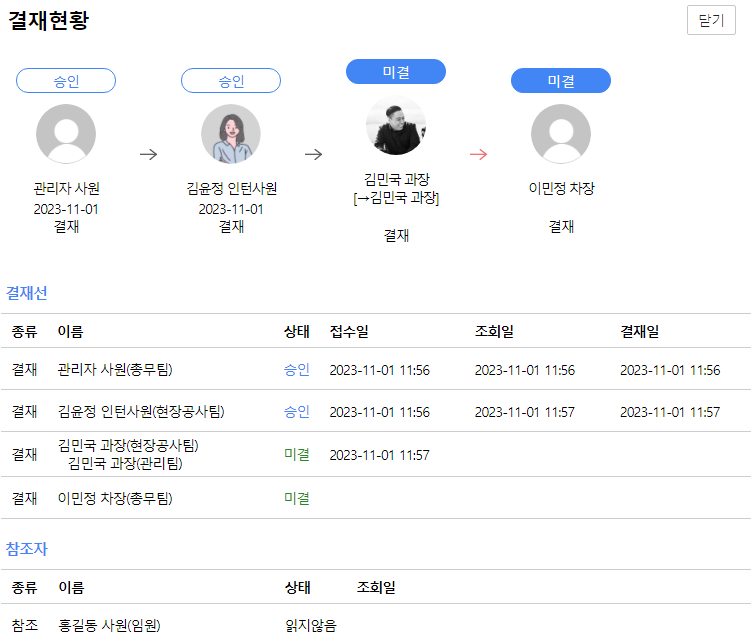 결재현황
닫기
승인 승인 미결 미결
관리자 사원
2023-11-01
결재
김윤정 인턴사원
2023-11-01
결재
김민국 과장
[→김민국 과장]
결재
이민정 차장
결재
결재선
종류 이름 상태 접수일 조회일 결재일
결재 관리자 사원(총무팀) 승인 2023-11-01 11:56 2023-11-01 11:56 2023-11-01 11:56
결재 김윤정 인턴사원(현장공사팀) 승인 2023-11-01 11:56 2023-11-01 11:57 2023-11-01 11:57
결재 김민국 과장(현장공사팀) 미결 2023-11-01 11:57
김민국 과장(관리팀)
결재 이민정 차장(총무팀) 미결
참조자
종류 이름 상태 조회일
참조 홍길동 사원(임원) 읽지않음